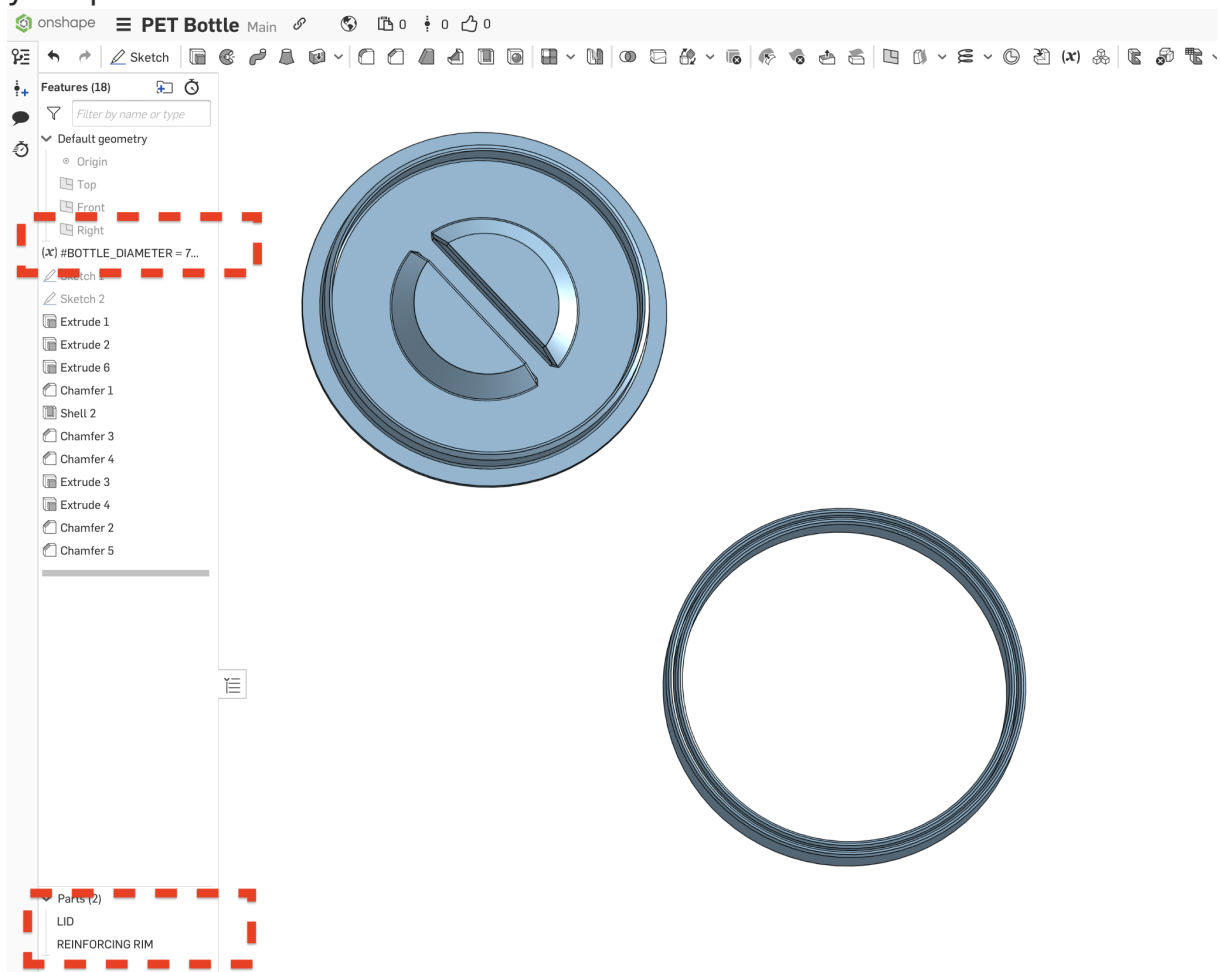 onshape PET Bottle Main 0 0 0
Sketch (x)
Features (18)
Filter by name or type
Default geometry
Origin
Top
Front
Right
(x) #BOTTLE_DIAMETER = 7...
Sketch 1
Sketch 2
Extrude 1
Extrude 2
Extrude 6
Chamfer 1
Shell 2
Chamfer 3
Chamfer 4
Extrude 3
Extrude 4
Chamfer 2
Chamfer 5
Parts (2)
LID
REINFORCING RIM